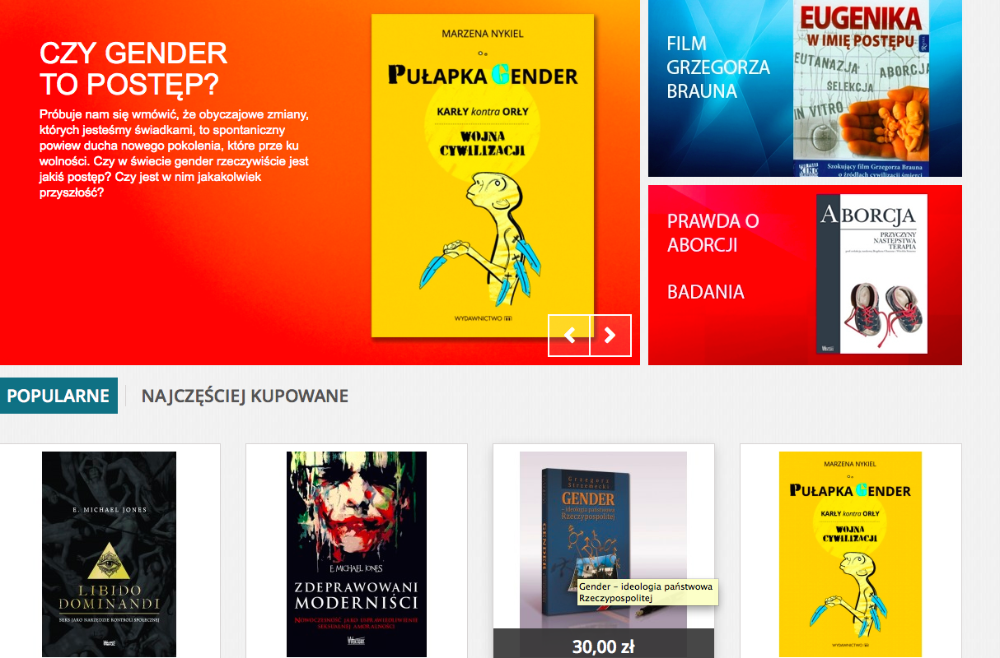 CZY GENDER
TO POSTĘP?
Próbuje nam się wmówić, że obyczajowe zmiany,
których jesteśmy świadkami, to spontaniczny
powiew ducha nowego pokolenia, które prze ku
wolności. Czy w świecie gender rzeczywiście jest
jakiś postęp? Czy jest w nim jakakolwiek
przyszłość?
MARZENA NYKIEL
PUŁAPKA GENDER
KARŁY kontra ORŁY
WOJNA
CYWILIZACJI
WYDAWNICTWO
FILM
GRZEGORZA
BRAUNA
EUGENIKA
W IMIĘ POSTĘPU
EUTANAZJA
ABORCJA
SELEKCJA
IN VITRO
Szokujący film Grzegorza Brauna
o źródłach cywilizacji śmierci
PRAWDA O
ABORCJI
BADANIA
ABORCJA
PRZYCZYNY
NASTĘPSTWA
TERAPIA
POPULARNE
NAJCZĘŚCIEJ KUPOWANE
E. MICHAEL JONES
LIBIDO
DOMINANDI
SEKS JAKO NARZĘDZIE KONTROLI SPOŁECZNEJ
E. MICHAEL JONES
ZDEPRAWOWANI
MODERNIŚCI
NOWOCZESNOŚĆ JAKO USPRAWIEDLIWIENIE
SEKSUALNEJ AMORALNOŚCI
Grzegorz
Strzemecki
GENDER
– ideologia państwowa
Rzeczypospolitej
GENDER
Gender – ideologia państwowa
Rzeczypospolitej
30,00 zł
MARZENA NYKIEL
PUŁAPKA GENDER
KARŁY kontra ORŁY
WOJNA
CYWILIZACJI
WYDAWNICTWO